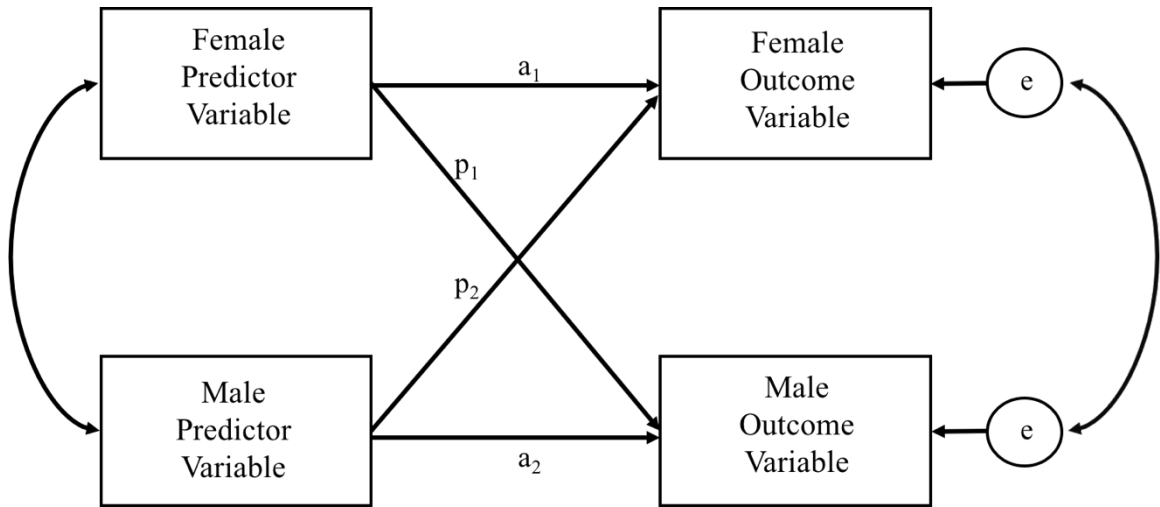 Female
Predictor
Variable
a₁
Female
Outcome
Variable
e
p₁
p₂
Male
Predictor
Variable
a₂
Male
Outcome
Variable
e